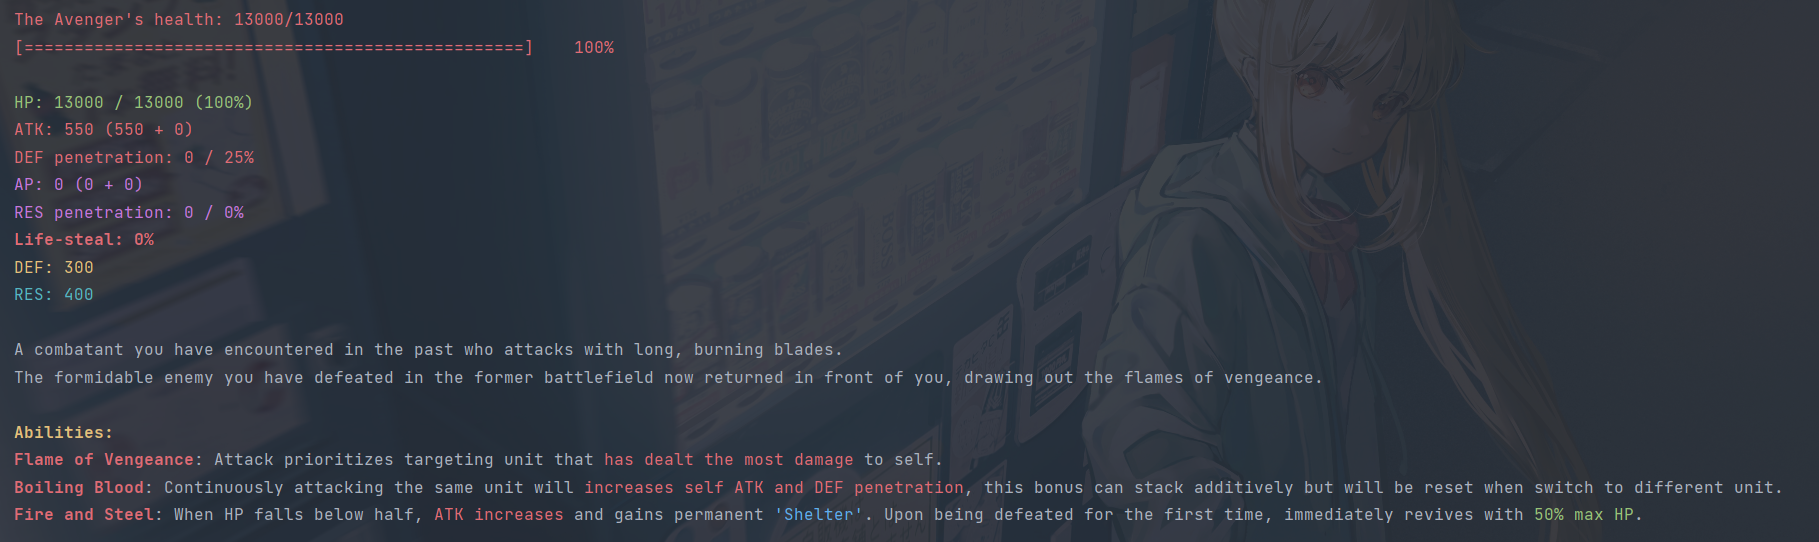 The Avenger's health: 13000/13000
[==================================================]    100%
HP: 13000 / 13000 (100%)
ATK: 550 (550 + 0)
DEF penetration: 0 / 25%
AP: 0 (0 + 0)
RES penetration: 0 / 0%
Life-steal: 0%
DEF: 300
RES: 400
A combatant you have encountered in the past who attacks with long, burning blades.
The formidable enemy you have defeated in the former battlefield now returned in front of you, drawing out the flames of vengeance.
Abilities:
Flame of Vengeance: Attack prioritizes targeting unit that has dealt the most damage to self.
Boiling Blood: Continuously attacking the same unit will increases self ATK and DEF penetration, this bonus can stack additively but will be reset when switch to different unit.
Fire and Steel: When HP falls below half, ATK increases and gains permanent 'Shelter'. Upon being defeated for the first time, immediately revives with 50% max HP.